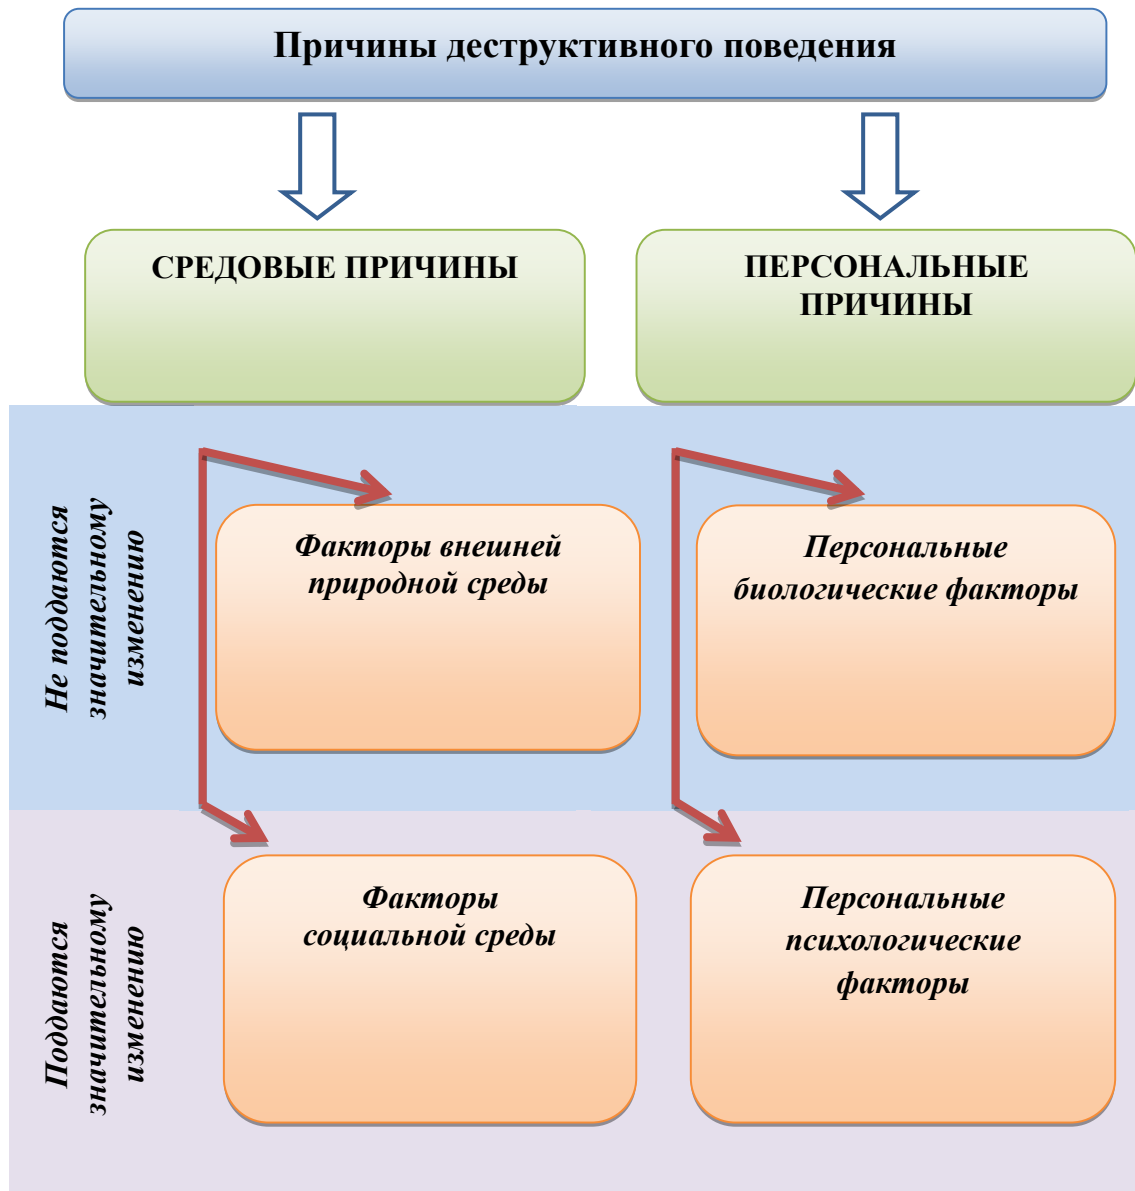 Причины деструктивного поведения
СРЕДОВЫЕ ПРИЧИНЫ
ПЕРСОНАЛЬНЫЕ
ПРИЧИНЫ
Не поддаются
значительному
изменению
Факторы внешней
природной среды
Персональные
биологические факторы
Поддаются
значительному
изменению
Факторы
социальной среды
Персональные
психологические
факторы